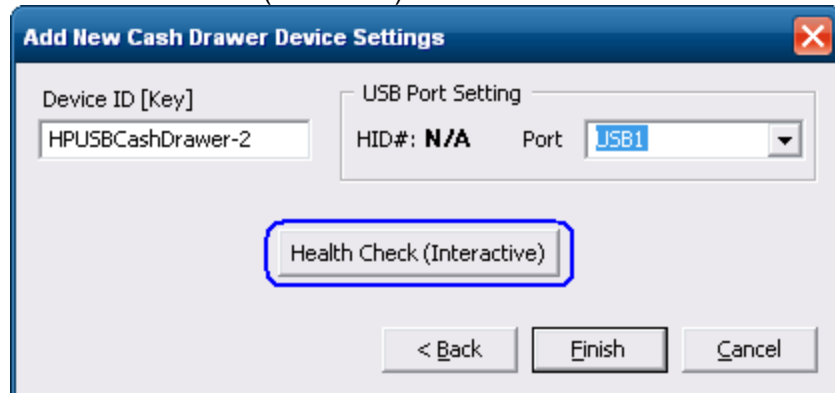 Add New Cash Drawer Device Settings
Device ID [Key]
HPUSBCashDrawer-2
USB Port Setting
HID#: N/A Port USB1
Health Check (Interactive)
< Back Finish Cancel